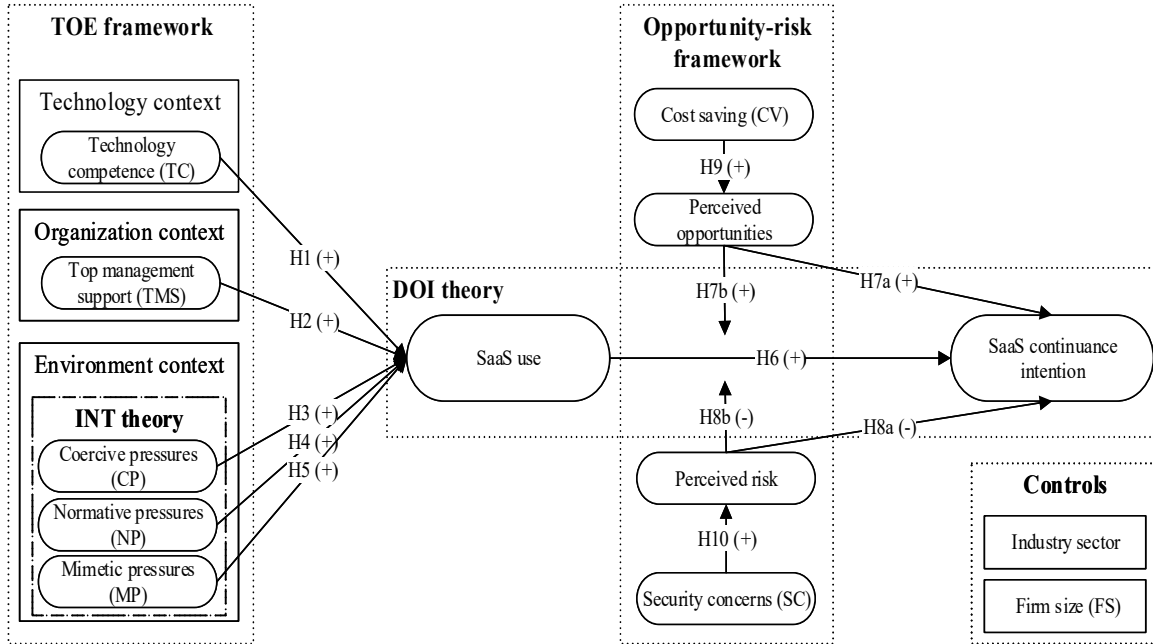 TOE framework
Technology context
Technology
competence (TC)
Organization context
Top management
support (TMS)
Environment context
INT theory
Coercive pressures
(CP)
Normative pressures
(NP)
Mimetic pressures
(MP)
H1 (+)
H2 (+)
H3 (+)
H4 (+)
H5 (+)
DOI theory
SaaS use
Opportunity-risk
framework
Cost saving (CV)
H9 (+)
Perceived
opportunities
H7b (+)
H7a (+)
H6 (+)
SaaS continuance
intention
H8b (-)
H8a (-)
Perceived risk
H10 (+)
Security concerns (SC)
Controls
Industry sector
Firm size (FS)